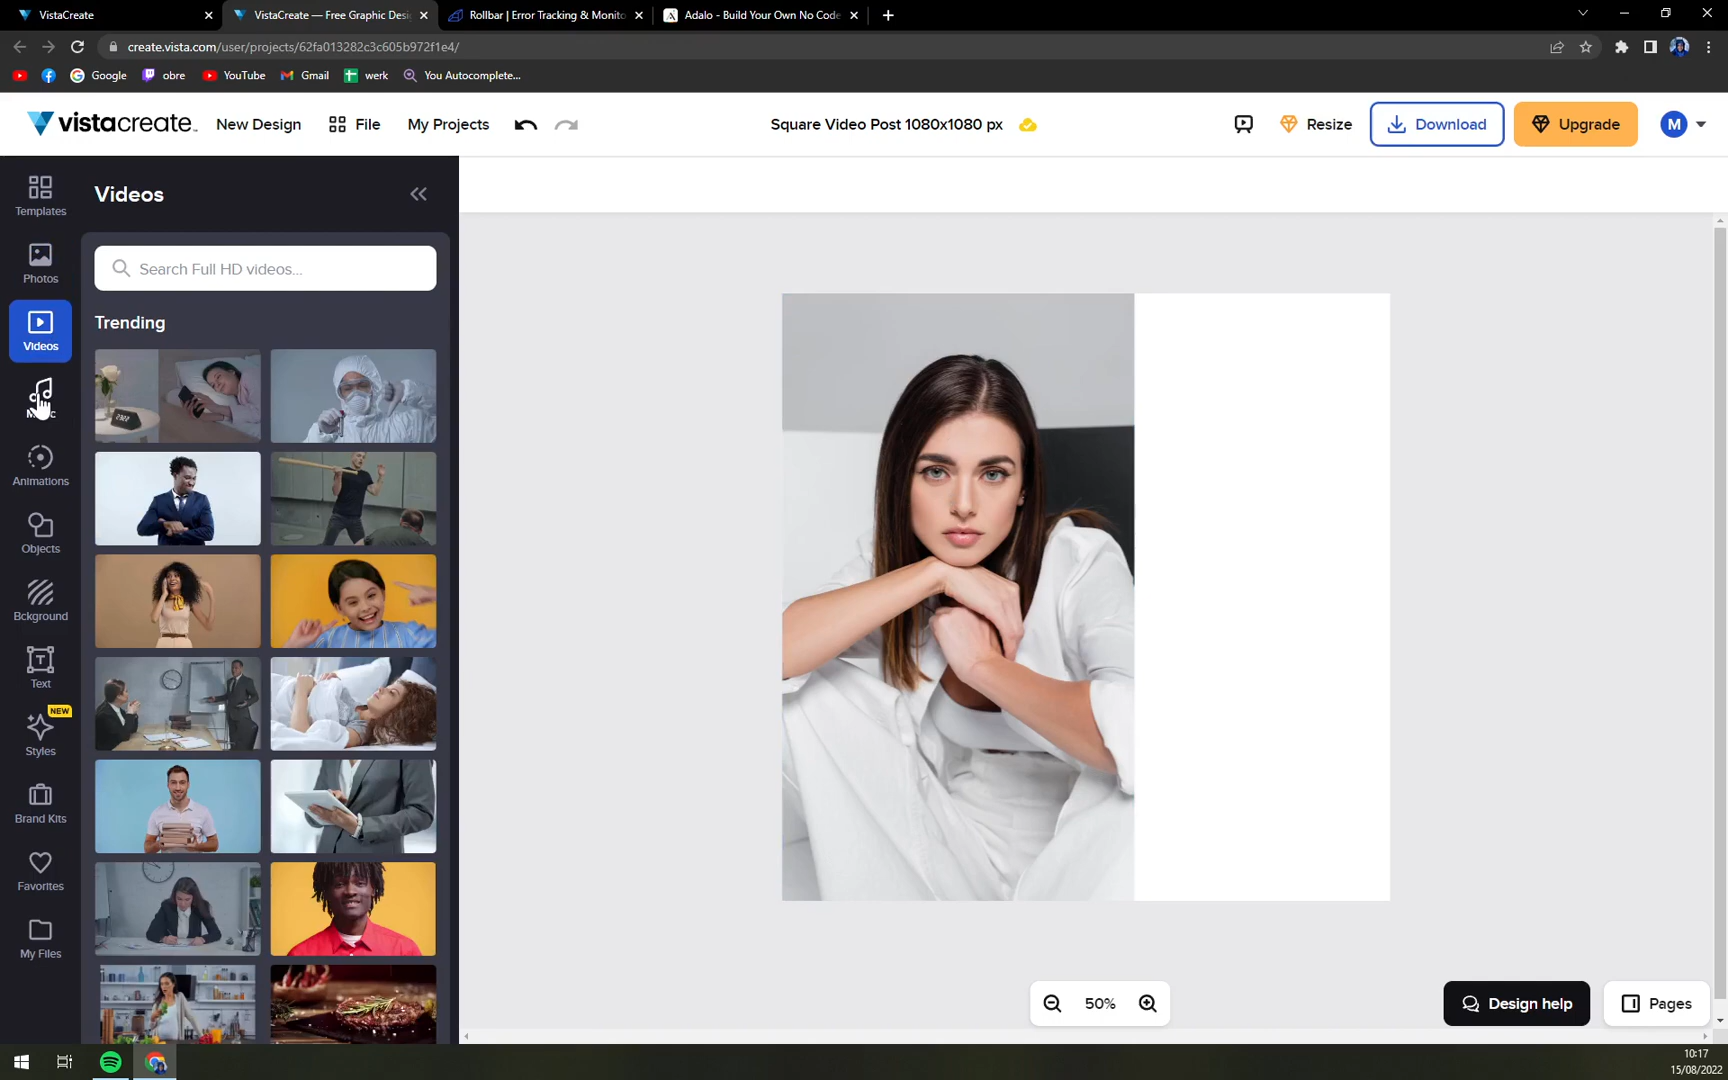 VistaCreate
VistaCreate — Free Graphic Desi
Rollbar | Error Tracking & Monito
Adalo - Build Your Own No Code
create.vista.com/user/projects/62fa013282c3c605b972f1e4/
Google
obre
YouTube
Gmail
werk
You Autocomplete...
vistacreate
New Design
File
My Projects
Square Video Post 1080x1080 px
Resize
Download
Upgrade
M
Templates
Photos
Videos
Animations
Objects
Bckground
Text
NEW
Styles
Brand Kits
Favorites
My Files
Videos
Search Full HD videos...
Trending
50%
Design help
Pages
10:17
15/08/2022